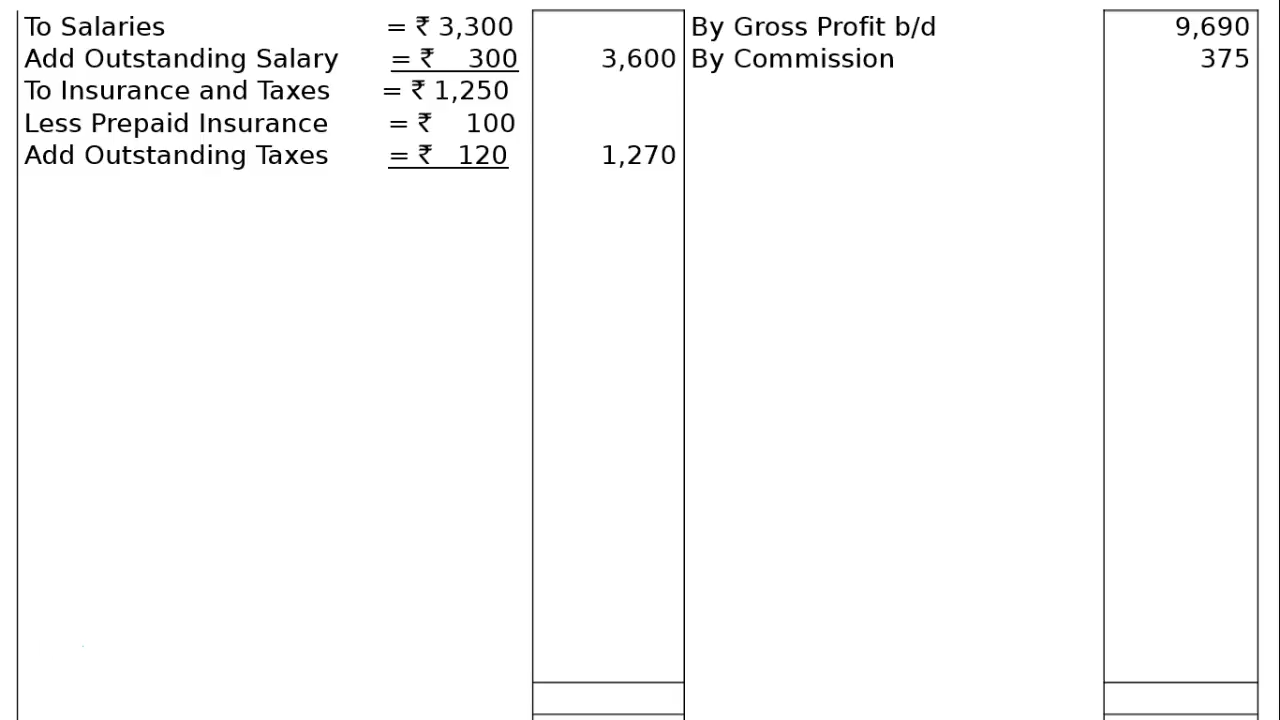 To Salaries = ₹ 3,300 By Gross Profit b/d 9,690
Add Outstanding Salary = ₹ 300 3,600 By Commission 375
To Insurance and Taxes = ₹ 1,250
Less Prepaid Insurance = ₹ 100
Add Outstanding Taxes = ₹ 120 1,270